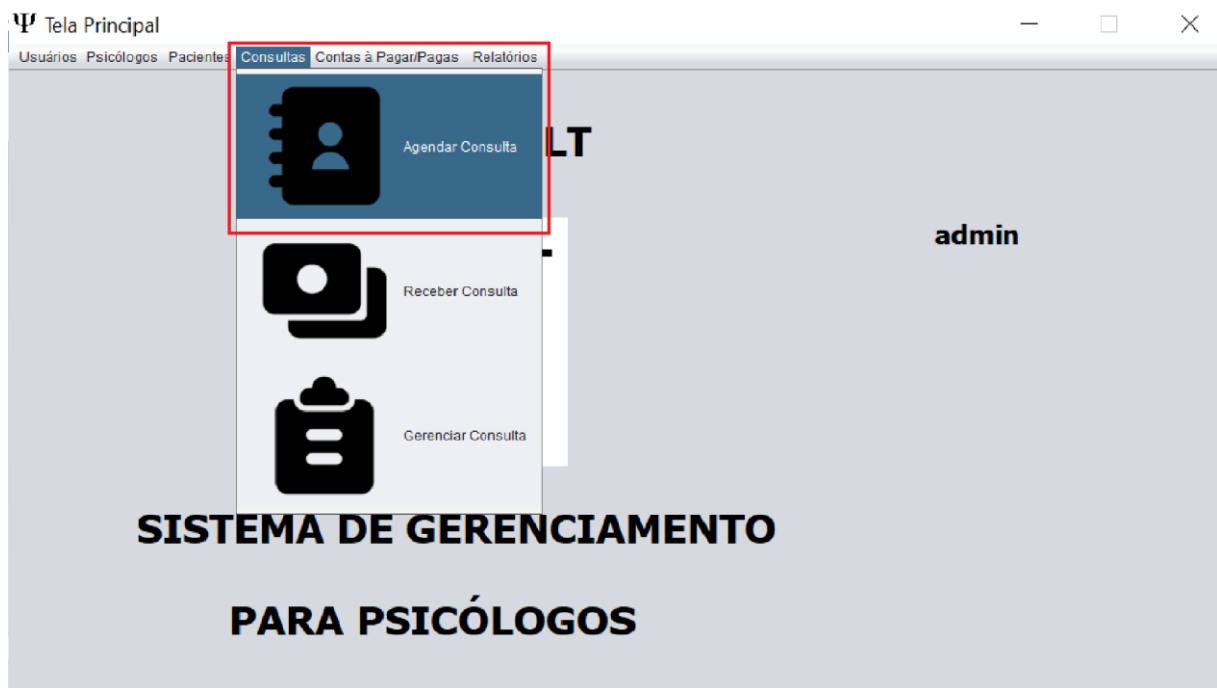 Ψ Tela Principal
Usuários Psicólogos Pacientes Consultas Contas à Pagar/Pagas Relatórios
Agendar Consulta
LT
admin
Receber Consulta
Gerenciar Consulta
SISTEMA DE GERENCIAMENTO
PARA PSICÓLOGOS